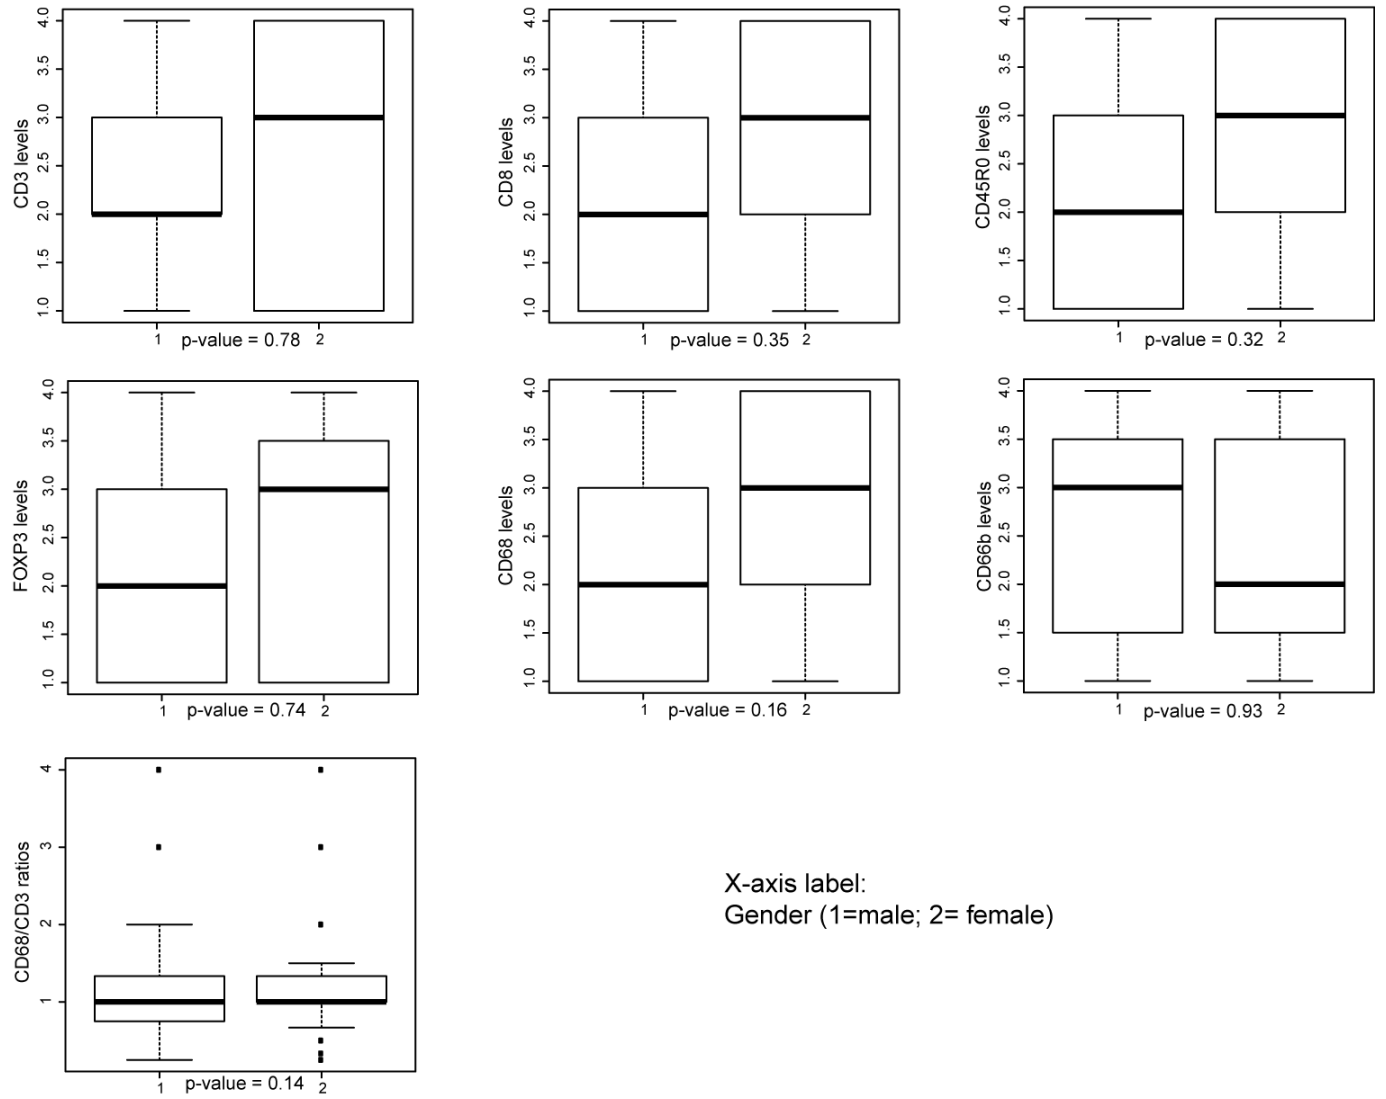 CD3 levels
4.0
3.5
3.0
2.5
2.0
1.5
1.0
1 p-value = 0.78 2
CD8 levels
4.0
3.5
3.0
2.5
2.0
1.5
1.0
1 p-value = 0.35 2
CD45R0 levels
4.0
3.5
3.0
2.5
2.0
1.5
1.0
1 p-value = 0.32 2
FOXP3 levels
4.0
3.5
3.0
2.5
2.0
1.5
1.0
1 p-value = 0.74 2
CD68 levels
4.0
3.5
3.0
2.5
2.0
1.5
1.0
1 p-value = 0.16 2
CD66b levels
4.0
3.5
3.0
2.5
2.0
1.5
1.0
1 p-value = 0.93 2
CD68/CD3 ratios
4
3
2
1
1 p-value = 0.14 2
X-axis label:
Gender (1=male; 2= female)